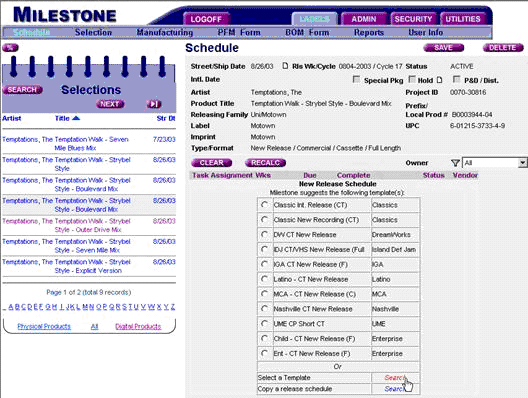 MILESTONE
LOGOFF LABELS ADMIN SECURITY UTILITIES
Schedule Selection Manufacturing PFM Form BOM Form Reports User Info
%
SEARCH
Selections
NEXT
Artist Title Str Dt
Temptations, The Temptation Walk - Seven Mile Blues Mix 7/23/03
Temptations, The Temptation Walk - Strybel Style 8/26/03
Temptations, The Temptation Walk - Strybel Style - Boulevard Mix 8/26/03
Temptations, The Temptation Walk - Strybel Style - Boulevard Mix 8/26/03
Temptations, The Temptation Walk - Strybel Style - Outer Drive Mix 8/26/03
Temptations, The Temptation Walk - Strybel Style - Seven Mile Mix 8/26/03
Temptations, The Temptation Walk - Strybel Style - Explicit Version 8/26/03
Page 1 of 2 (total 9 records)
A B C D E F G H I J K L M N O P Q R S T U V W X Y Z
Physical Products All Digital Products
Schedule
SAVE DELETE
Street/Ship Date 8/26/03 Rls Wk/Cycle 0804-2003 / Cycle 17 Status ACTIVE
Intl. Date Special Pkg Hold P&D / Dist.
Artist Temptations, The Project ID 0070-30816
Product Title Temptation Walk - Strybel Style - Boulevard Mix Prefix/
Releasing Family Uni/Motown Local Prod # B0003944-04
Label Motown UPC 6-01215-3733-4-9
Imprint Motown
Type/Format New Release / Commercial / Cassette / Full Length
CLEAR RECALC Owner All
Task Assignment Wks Due Complete Status Vendor
New Release Schedule
Milestone suggests the following template(s):
Classic Int. Release (CT) Classics
Classic New Recording (CT) Classics
DW CT New Release DreamWorks
IDJ CT/VHS New Release (Full Island Def Jam
IGA CT New Release (F) IGA
Latino - CT New Release Latino
MCA - CT New Release (C) MCA
Nashville CT New Release Nashville
UME CP Short CT UME
Child - CT New Release (F) Enterprise
Ent - CT New Release (F) Enterprise
Or
Select a Template Search
Copy a release schedule Search